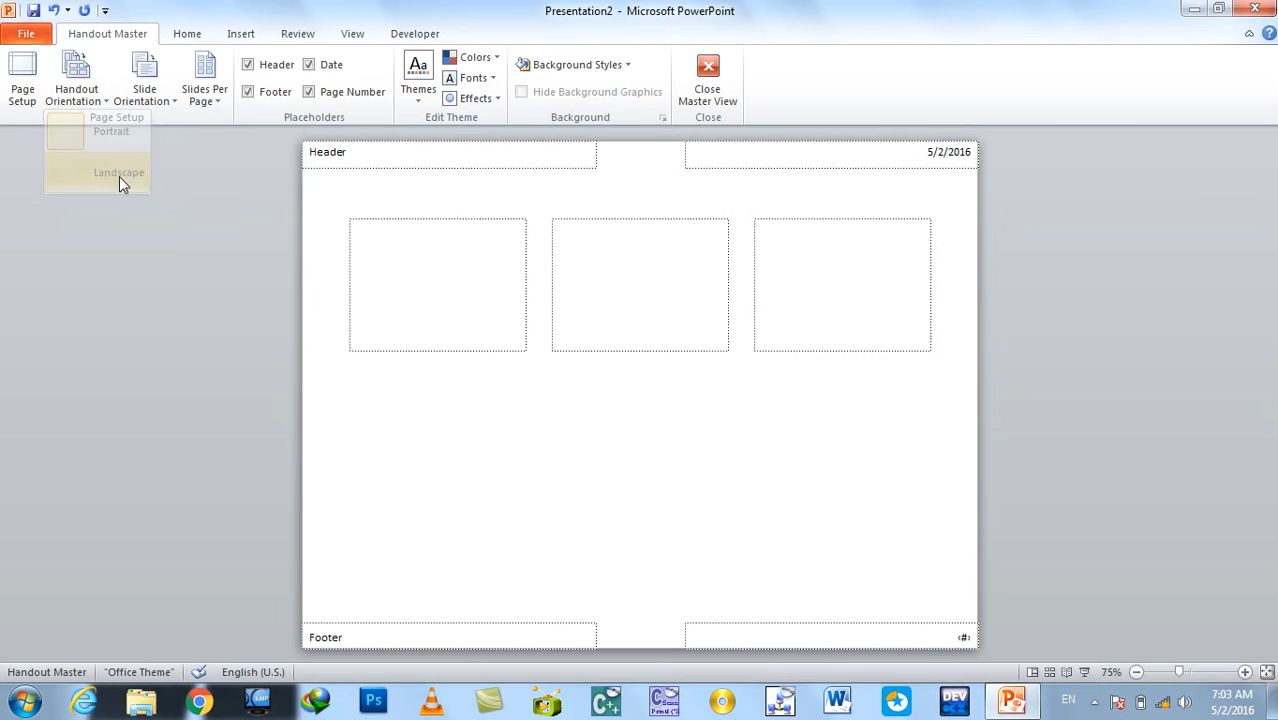 Presentation2 - Microsoft PowerPoint
File Handout Master Home Insert Review View Developer
Page Setup
Handout Orientation
Slide Orientation
Slides Per Page
Header Date
Footer Page Number
Placeholders
Themes
Colors
Fonts
Effects
Edit Theme
Background Styles
Hide Background Graphics
Background
Close Master View
Close
Page Setup
Portrait
Landscape
Header 5/2/2016
Footer ‹#›
Handout Master "Office Theme" English (U.S.) 75%
EN 7:03 AM
5/2/2016